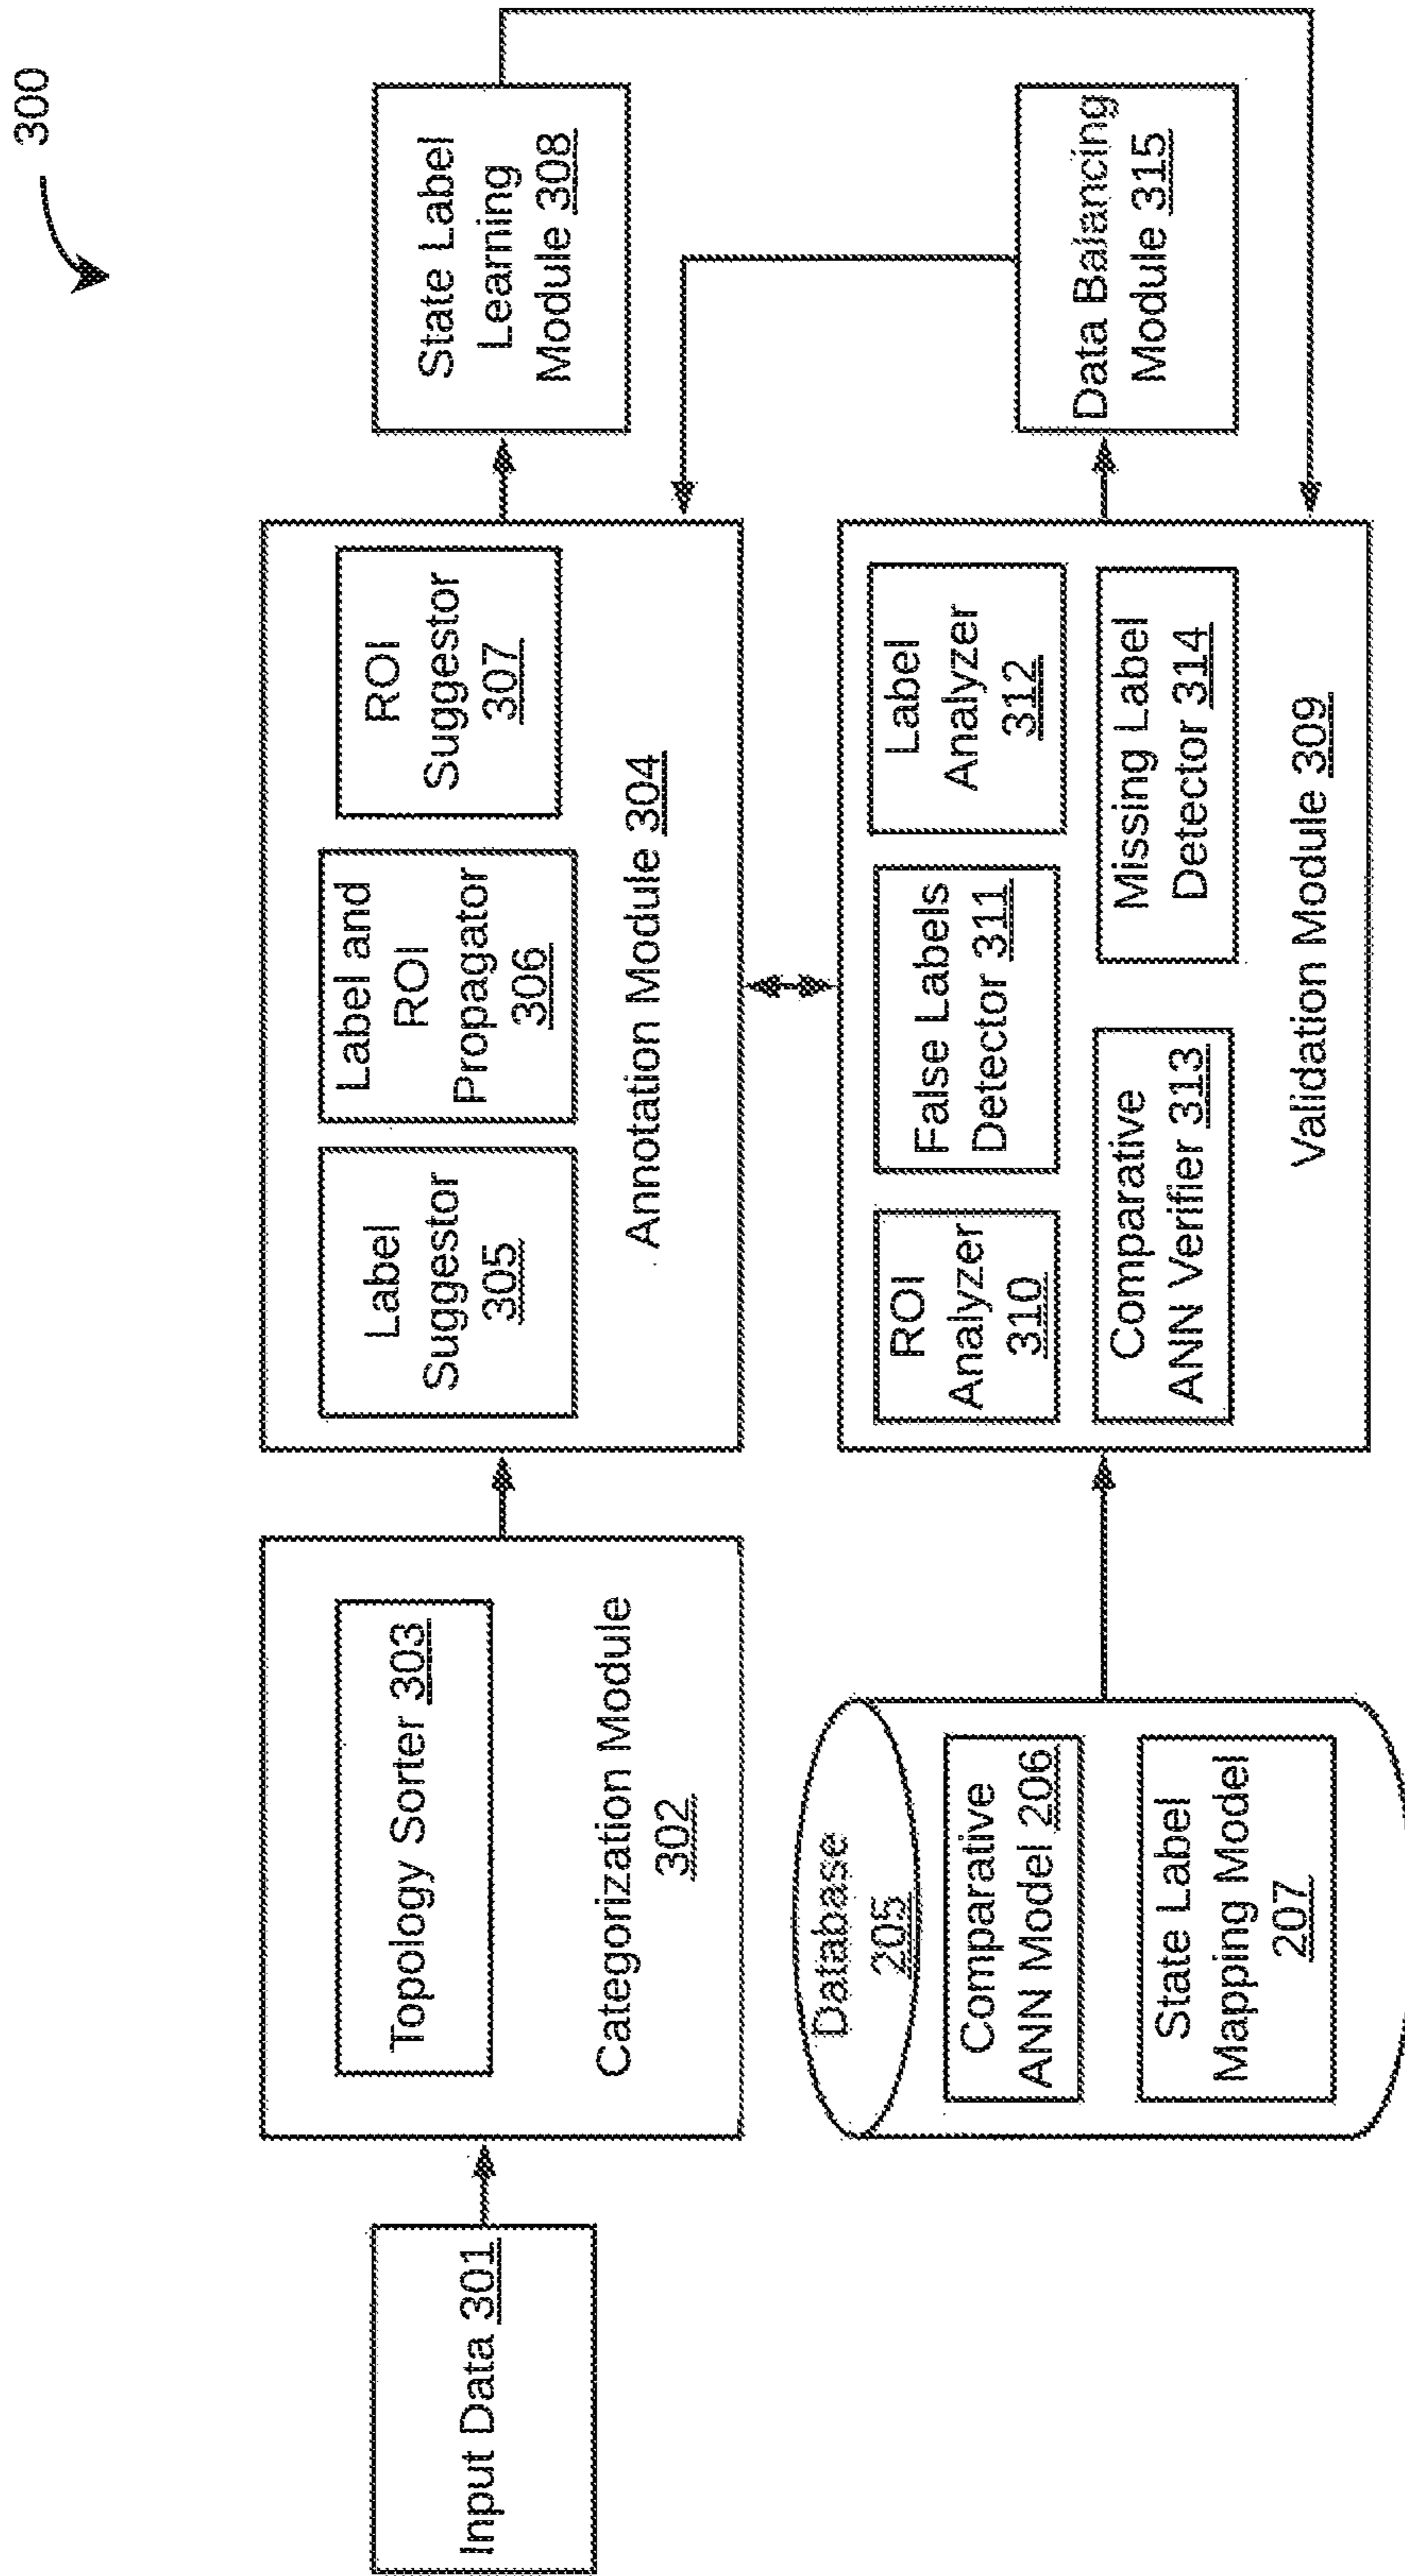 300
Input Data 301
Topology Sorter 303
Categorization Module
302
Label
Suggestor
305
Label and
ROI
Propagator
306
ROI
Suggestor
307
Annotation Module 304
State Label
Learning
Module 308
Database
205
Comparative
ANN Model 206
State Label
Mapping Model
207
ROI
Analyzer
310
False Labels
Detector 311
Label
Analyzer
312
Comparative
ANN Verifier 313
Missing Label
Detector 314
Validation Module 309
Data Balancing
Module 315